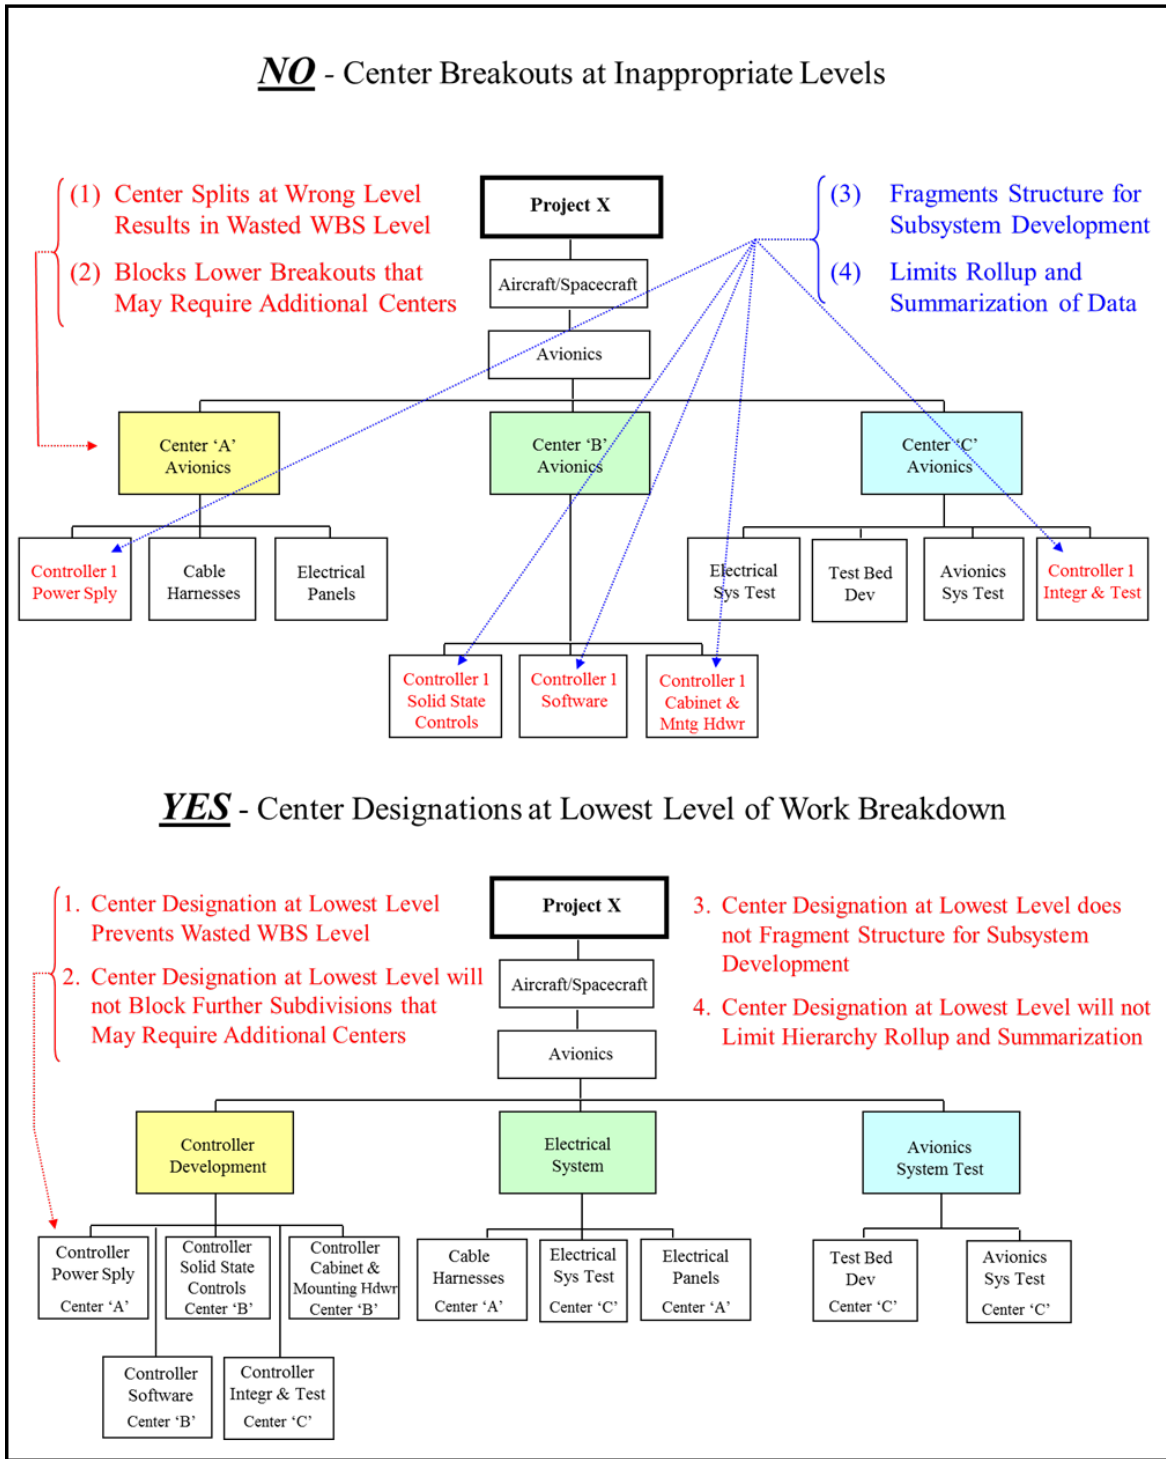 NO - Center Breakouts at Inappropriate Levels
(1) Center Splits at Wrong Level
Results in Wasted WBS Level
(2) Blocks Lower Breakouts that
May Require Additional Centers
Project X
(3) Fragments Structure for
Subsystem Development
(4) Limits Rollup and
Summarization of Data
Aircraft/Spacecraft
Avionics
Center ‘A’
Avionics
Center ‘B’
Avionics
Center ‘C’
Avionics
Controller 1
Power Sply
Cable
Harnesses
Electrical
Panels
Electrical
Sys Test
Test Bed
Dev
Avionics
Sys Test
Controller 1
Integr & Test
Controller 1
Solid State
Controls
Controller 1
Software
Controller 1
Cabinet &
Mntg Hdwr
YES - Center Designations at Lowest Level of Work Breakdown
1. Center Designation at Lowest Level
Prevents Wasted WBS Level
2. Center Designation at Lowest Level will
not Block Further Subdivisions that
May Require Additional Centers
Project X
3. Center Designation at Lowest Level does
not Fragment Structure for Subsystem
Development
4. Center Designation at Lowest Level will not
Limit Hierarchy Rollup and Summarization
Aircraft/Spacecraft
Avionics
Controller
Development
Electrical
System
Avionics
System Test
Controller
Power Sply
Center ‘A’
Controller
Solid State
Controls
Center ‘B’
Controller
Cabinet &
Mounting Hdwr
Center ‘B’
Cable
Harnesses
Center ‘A’
Electrical
Sys Test
Center ‘C’
Electrical
Panels
Center ‘A’
Test Bed
Dev
Center ‘C’
Avionics
Sys Test
Center ‘C’
Controller
Software
Center ‘B’
Controller
Integr & Test
Center ‘C’